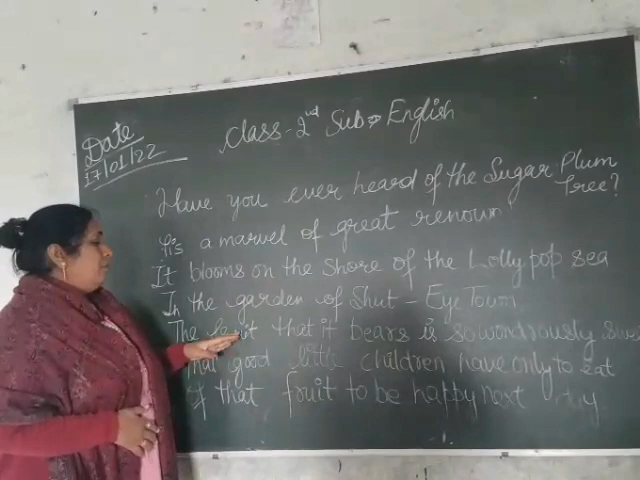 Date
17/01/22
Class-2nd Sub⇒English
Have you ever heard of the Sugar Plum Tree?
It's a marvel of great renown
It blooms on the Shore of the Lollypop sea
In the garden of Shut-Eye Town
The that it bears is so wondrously
that good little children have only to eat
of that fruit to be happy next